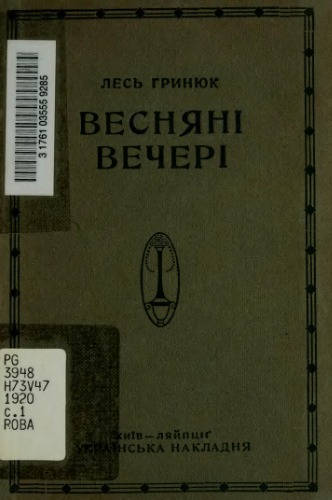 ЛЕСЬ ГРИНЮК
ВЕСНЯНІ
ВЕЧЕРІ
3 1761 03555 9285
PG
3948
H73V47
1920
c.1
ROBA
КИЇВ — ЛЯЙПЦІҐ
УКРАЇНСЬКА НАКЛАДНЯ